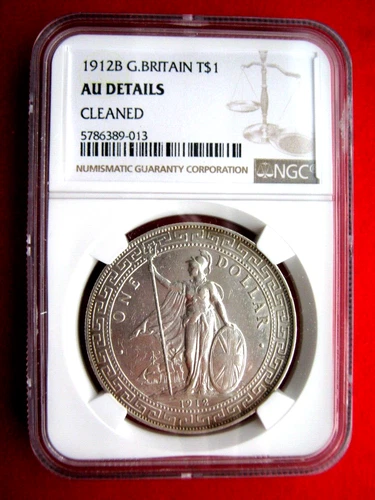 1912B G.BRITAIN T$1
AU DETAILS
CLEANED
5786389-013
NUMISMATIC GUARANTY CORPORATION
NGC
ONE DOLLAR
1912